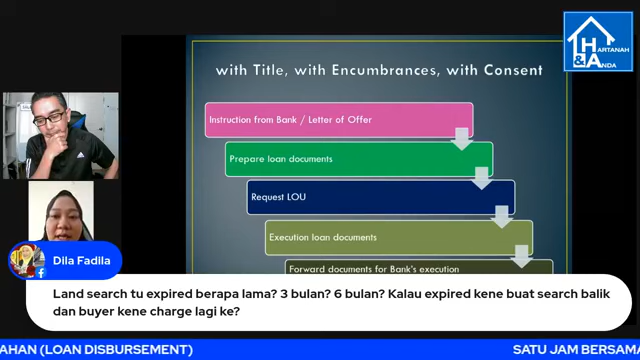 HARTANAH
& ANDA
with Title, with Encumbrances, with Consent
Instruction from Bank / Letter of Offer
Prepare loan documents
Request LOU
Execution loan documents
Forward documents for Bank's execution
Dila Fadila
Land search tu expired berapa lama? 3 bulan? 6 bulan? Kalau expired kene buat search balik
dan buyer kene charge lagi ke?
AHAN (LOAN DISBURSEMENT)
SATU JAM BERSAMA